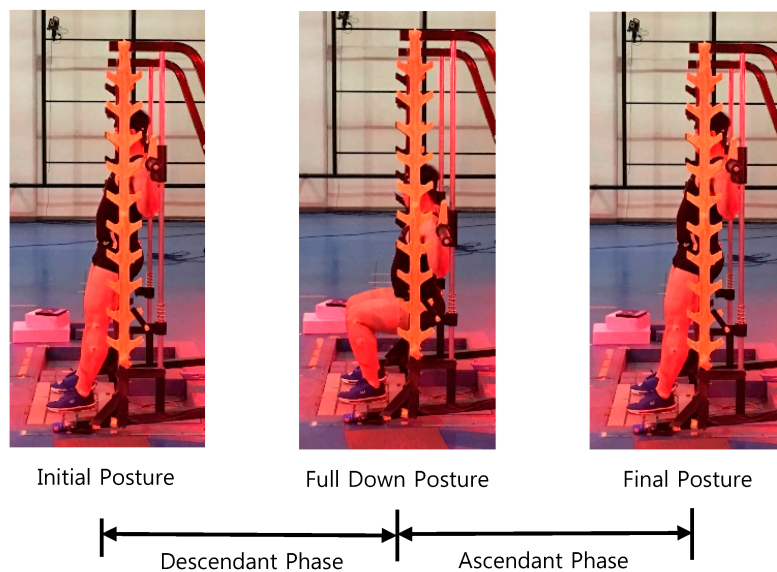 Initial Posture
Full Down Posture
Final Posture
Descendant Phase
Ascendant Phase